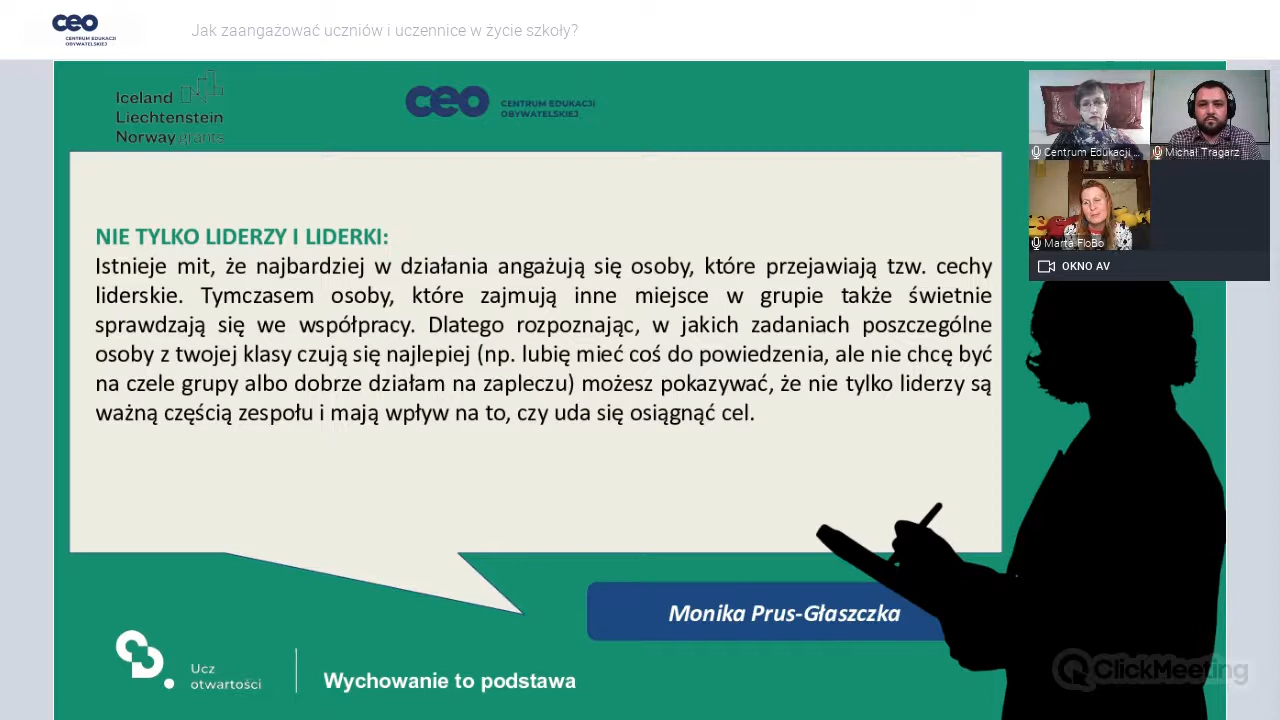 ceo
CENTRUM EDUKACJI
OBYWATELSKIEJ
Jak zaangażować uczniów i uczennice w życie szkoły?
Iceland
Liechtenstein
Norway grants
ceo
CENTRUM EDUKACJI
OBYWATELSKIEJ
Centrum Edukacji ...
Michał Tragarz
Marta FloBo
OKNO AV
NIE TYLKO LIDERZY I LIDERKI:
Istnieje mit, że najbardziej w działania angażują się osoby, które przejawiają tzw. cechy
liderskie. Tymczasem osoby, które zajmują inne miejsce w grupie także świetnie
sprawdzają się we współpracy. Dlatego rozpoznając, w jakich zadaniach poszczególne
osoby z twojej klasy czują się najlepiej (np. lubię mieć coś do powiedzenia, ale nie chcę być
na czele grupy albo dobrze działam na zapleczu) możesz pokazywać, że nie tylko liderzy są
ważną częścią zespołu i mają wpływ na to, czy uda się osiągnąć cel.
Monika Prus-Głaszczka
Ucz
otwartości
Wychowanie to podstawa
ClickMeeting